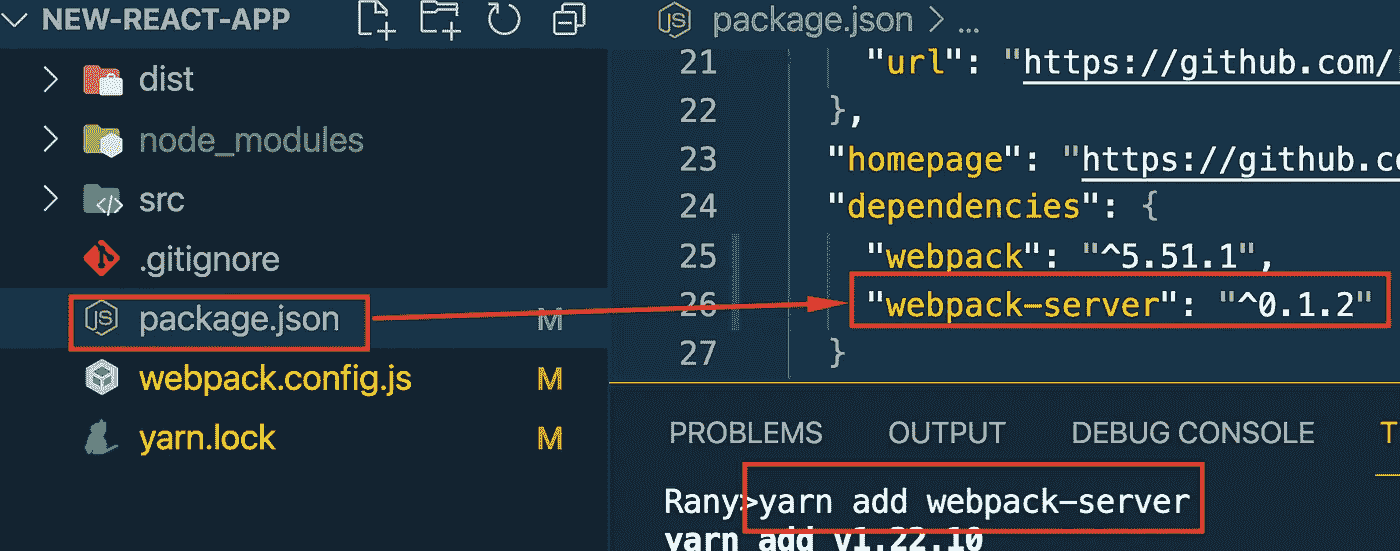 NEW-REACT-APP
dist
node_modules
src
.gitignore
package.json M
webpack.config.js M
yarn.lock M
package.json > ...
21 "url": "https://github.com/
22 },
23 "homepage": "https://github.co
24 "dependencies": {
25 "webpack": "^5.51.1",
26 "webpack-server": "^0.1.2"
27 }
PROBLEMS OUTPUT DEBUG CONSOLE T
Rany>yarn add webpack-server
yarn add v1.22.10